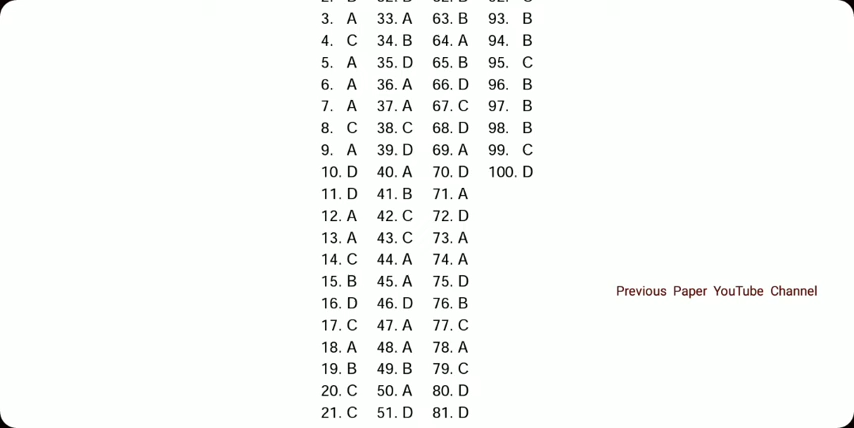 3. A 33. A 63. B 93. B
4. C 34. B 64. A 94. B
5. A 35. D 65. B 95. C
6. A 36. A 66. D 96. B
7. A 37. A 67. C 97. B
8. C 38. C 68. D 98. B
9. A 39. D 69. A 99. C
10. D 40. A 70. D 100. D
11. D 41. B 71. A
12. A 42. C 72. D
13. A 43. C 73. A
14. C 44. A 74. A
15. B 45. A 75. D
Previous Paper YouTube Channel
16. D 46. D 76. B
17. C 47. A 77. C
18. A 48. A 78. A
19. B 49. B 79. C
20. C 50. A 80. D
21. C 51. D 81. D